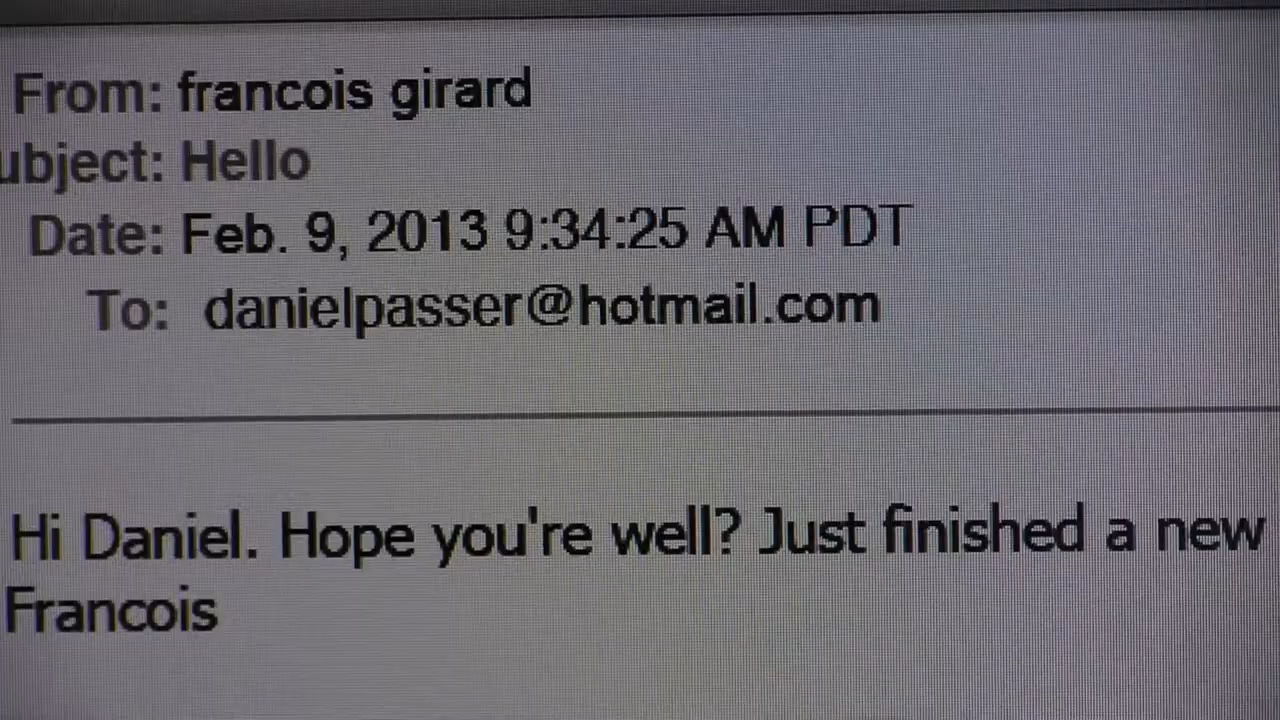 From: francois girard
ubject: Hello
Date: Feb. 9, 2013 9:34:25 AM PDT
To: danielpasser@hotmail.com
Hi Daniel. Hope you're well? Just finished a new
Francois